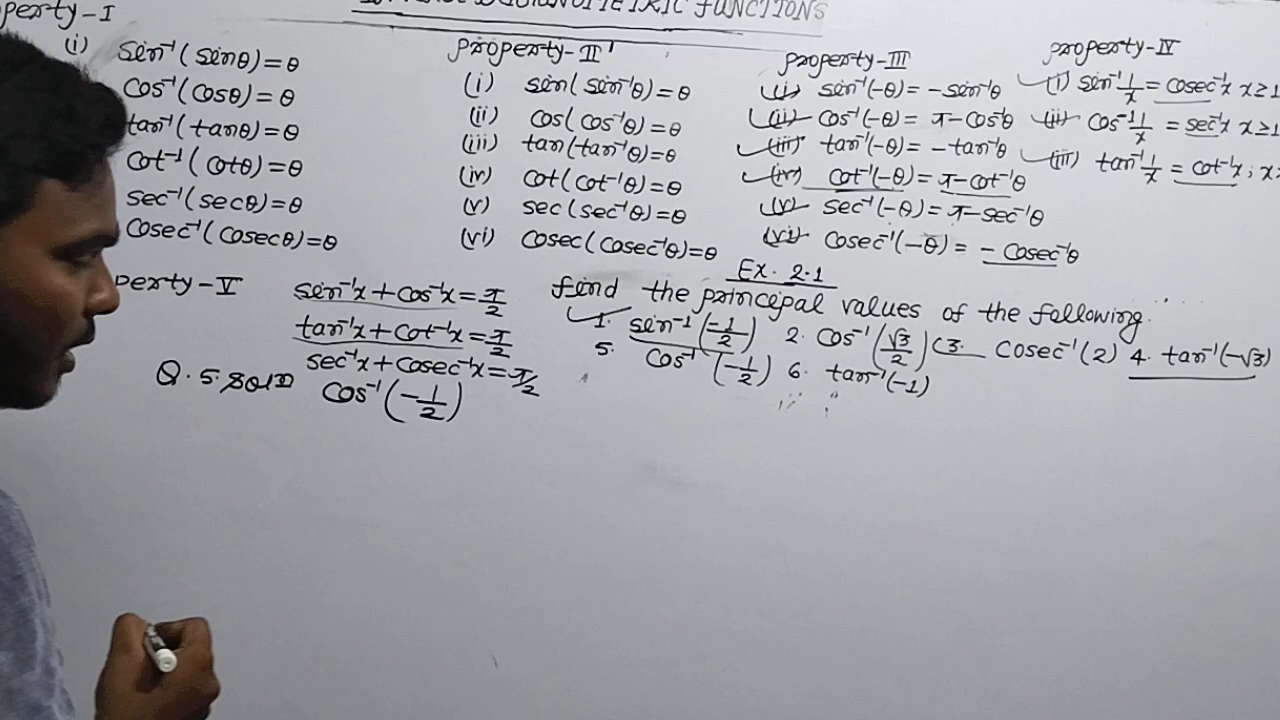 TRIGONOMETRIC FUNCTIONS
perty-I
(i) sin⁻¹(sinθ)=θ
cos⁻¹(cosθ)=θ
tan⁻¹(tanθ)=θ
cot⁻¹(cotθ)=θ
sec⁻¹(secθ)=θ
cosec⁻¹(cosecθ)=θ
property-II
(i) sin(sin⁻¹θ)=θ
(ii) cos(cos⁻¹θ)=θ
(iii) tan(tan⁻¹θ)=θ
(iv) cot(cot⁻¹θ)=θ
(v) sec(sec⁻¹θ)=θ
(vi) cosec(cosec⁻¹θ)=θ
property-III
(i) sin⁻¹(-θ)= -sin⁻¹θ
(ii) cos⁻¹(-θ)= π-cos⁻¹θ
(iii) tan⁻¹(-θ)= -tan⁻¹θ
(iv) cot⁻¹(-θ)= π-cot⁻¹θ
(v) sec⁻¹(-θ)= π-sec⁻¹θ
(vi) cosec⁻¹(-θ)= -cosec⁻¹θ
property-IV
(i) sin⁻¹ 1/x = cosec⁻¹x x≥1
(ii) cos⁻¹ 1/x = sec⁻¹x x≥1
(iii) tan⁻¹ 1/x = cot⁻¹x; x>
perty-V
sin⁻¹x+cos⁻¹x=π/2
tan⁻¹x+cot⁻¹x=π/2
sec⁻¹x+cosec⁻¹x=π/2
Ex. 2.1
find the principal values of the following.
1. sin⁻¹(-1/2) 2. cos⁻¹(√3/2) 3. cosec⁻¹(2) 4. tan⁻¹(-√3)
5. cos⁻¹(-1/2) 6. tan⁻¹(-1)
Q.5. Soln cos⁻¹(-1/2)